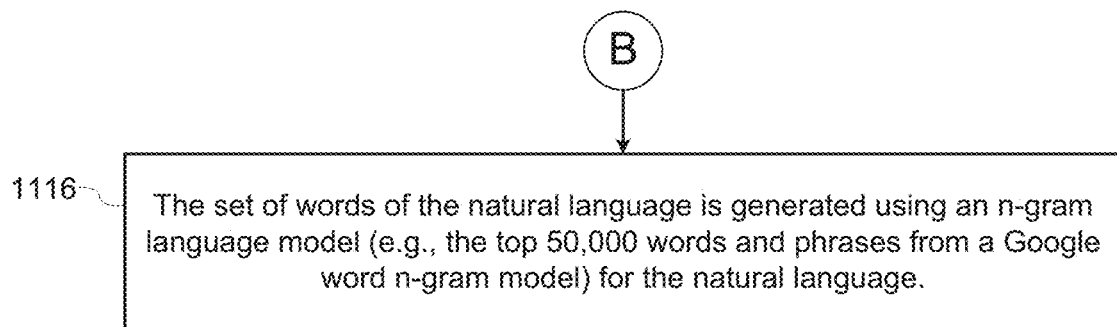 B
1116
The set of words of the natural language is generated using an n-gram
language model (e.g., the top 50,000 words and phrases from a Google
word n-gram model) for the natural language.